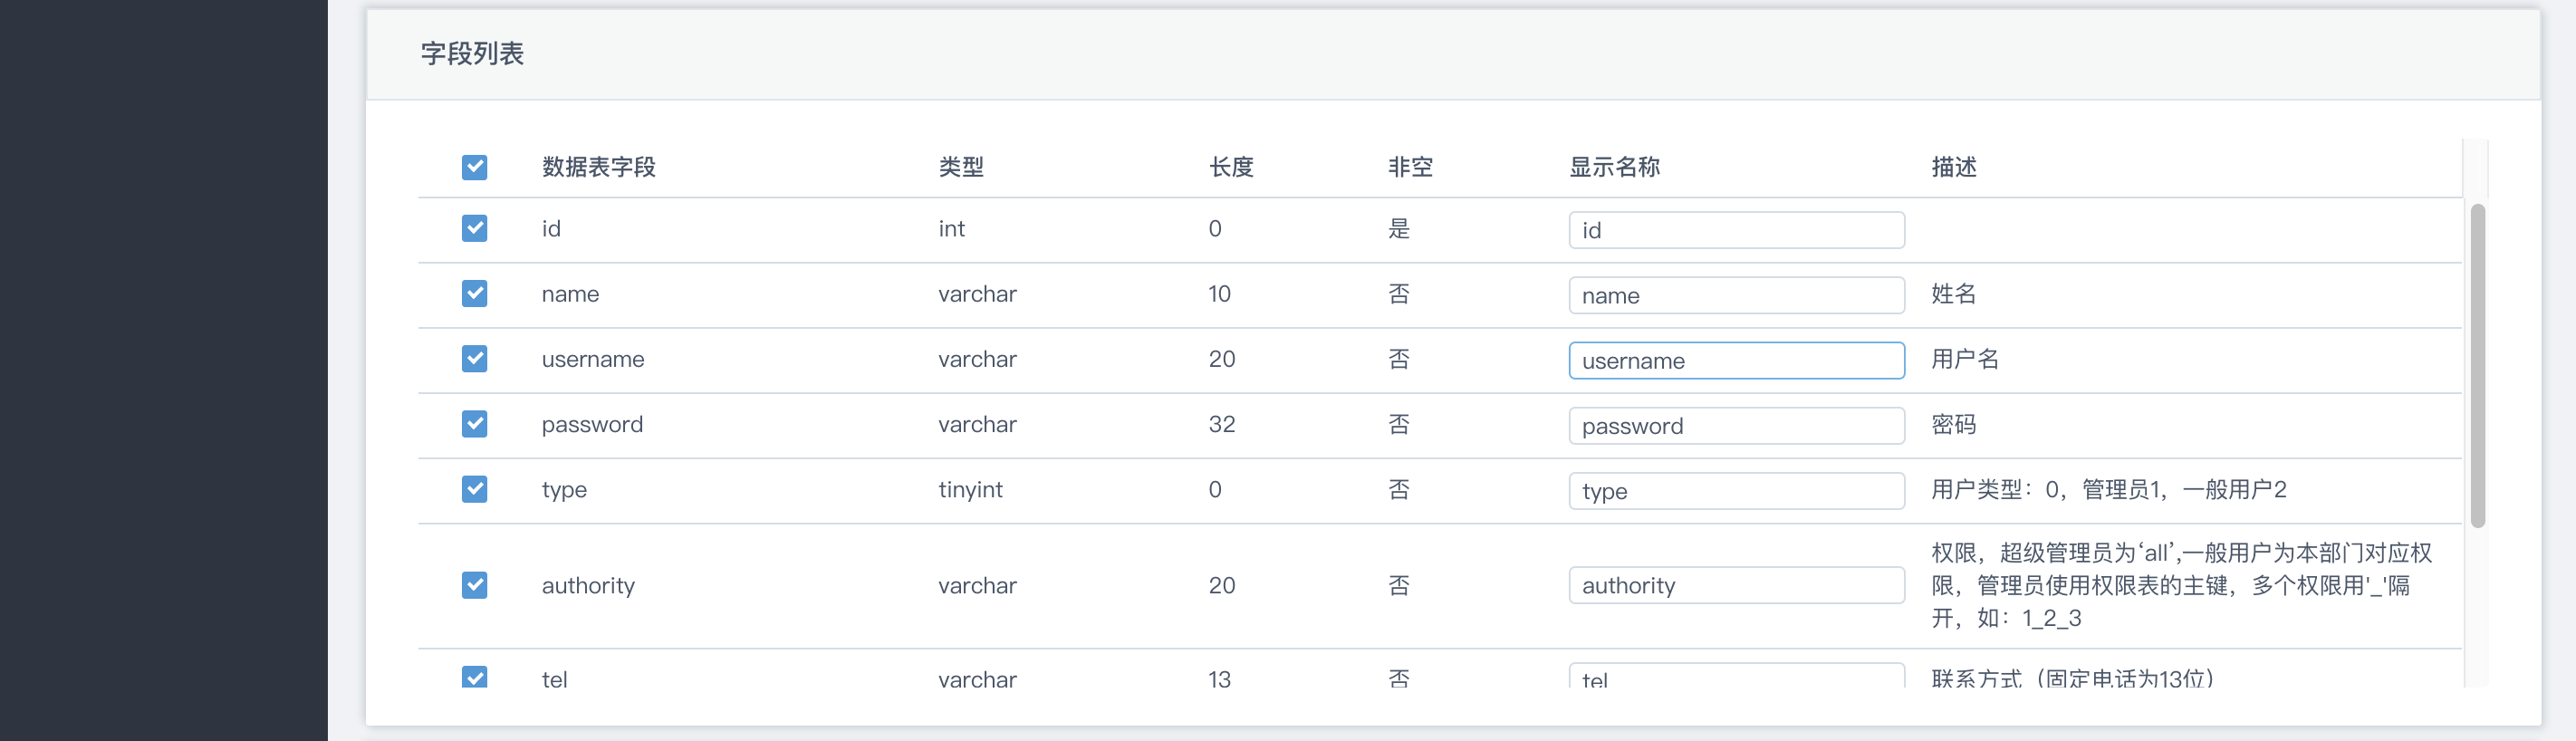 字段列表
数据表字段 类型 长度 非空 显示名称 描述
id int 0 是 id
name varchar 10 否 name 姓名
username varchar 20 否 username 用户名
password varchar 32 否 password 密码
type tinyint 0 否 type 用户类型：0，管理员1，一般用户2
authority varchar 20 否 authority 权限，超级管理员为‘all’,一般用户为本部门对应权
限，管理员使用权限表的主键，多个权限用'_'隔
开，如：1_2_3
tel varchar 13 否 tel 联系方式（固定电话为13位）